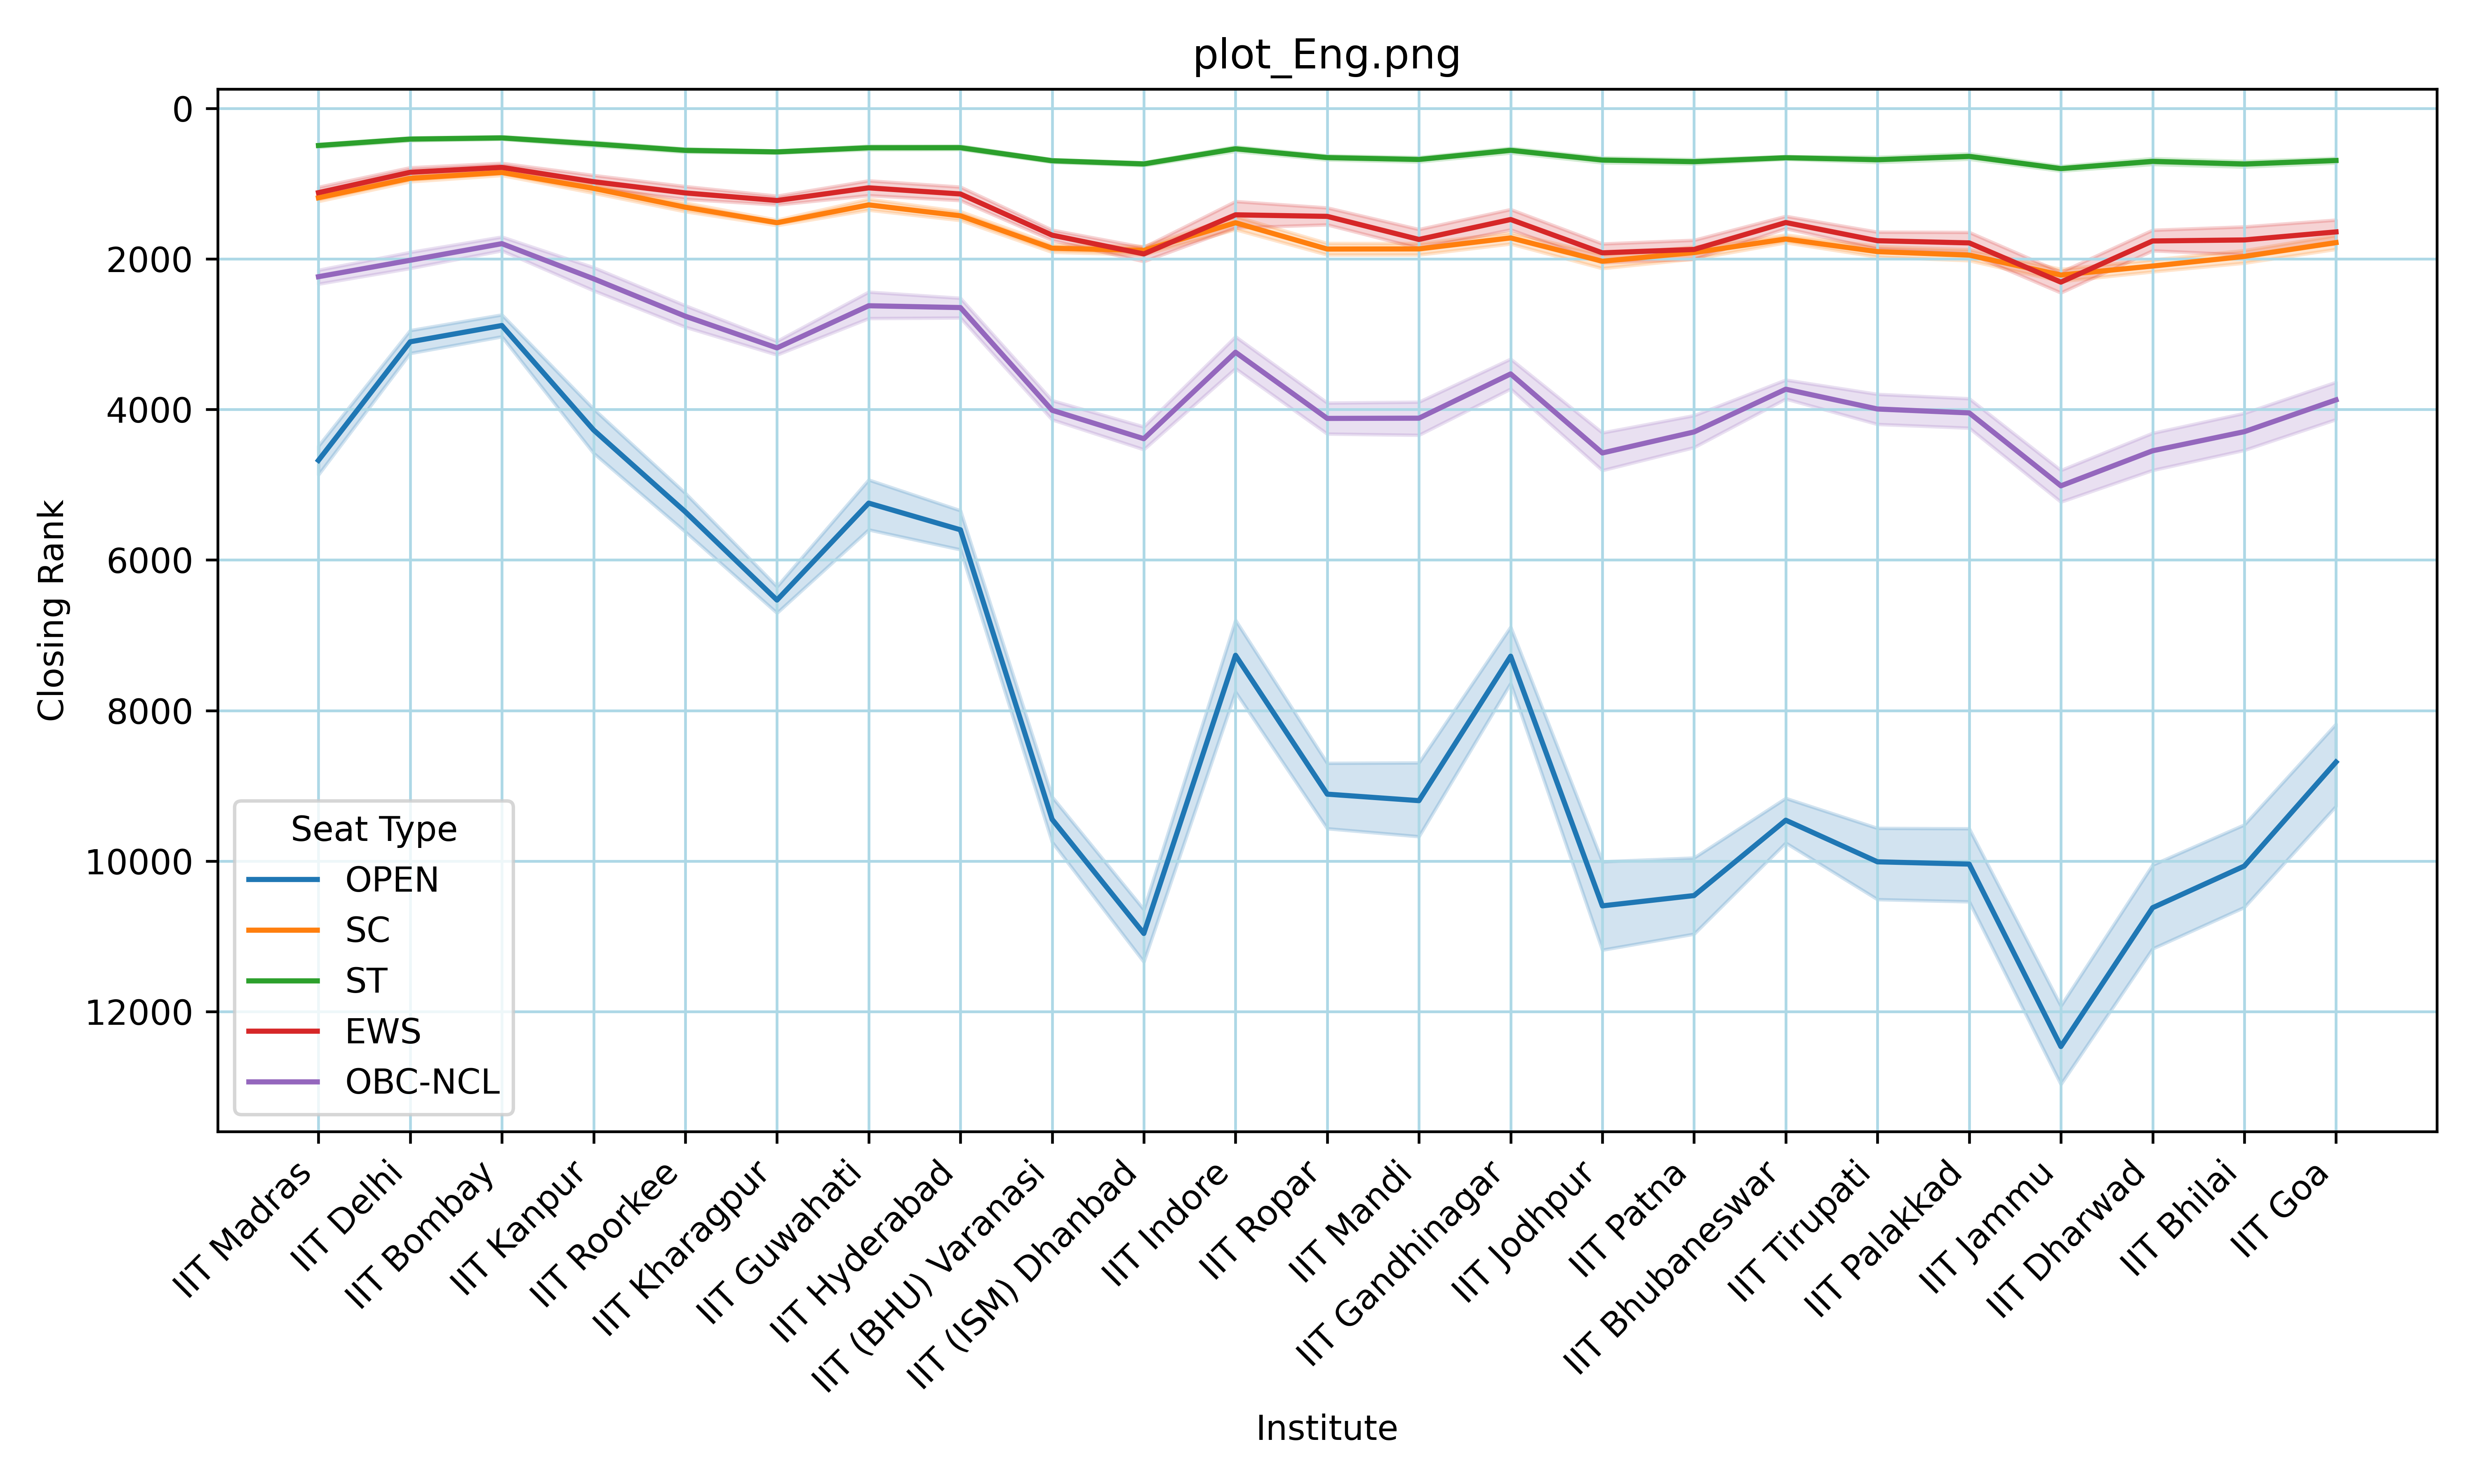 plot_Eng.png
Closing Rank
0
2000
4000
6000
8000
10000
12000
Seat Type
OPEN
SC
ST
EWS
OBC-NCL
IIT Madras
IIT Delhi
IIT Bombay
IIT Kanpur
IIT Roorkee
IIT Kharagpur
IIT Guwahati
IIT Hyderabad
IIT (BHU) Varanasi
IIT (ISM) Dhanbad
IIT Indore
IIT Ropar
IIT Mandi
IIT Gandhinagar
IIT Jodhpur
IIT Patna
IIT Bhubaneswar
IIT Tirupati
IIT Palakkad
IIT Jammu
IIT Dharwad
IIT Bhilai
IIT Goa
Institute